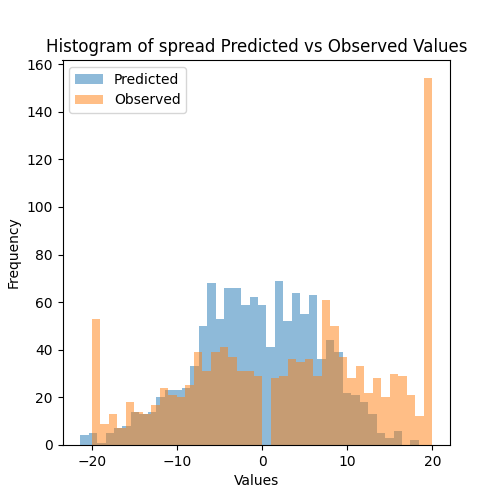 Histogram of spread Predicted vs Observed Values
Predicted
Observed
160
140
120
100
80
60
40
20
0
Frequency
−20
−10
0
10
20
Values